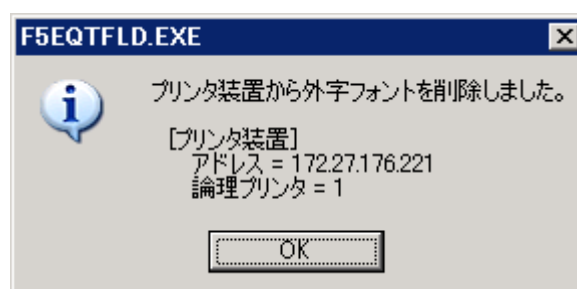 F5EQTFLD.EXE
プリンタ装置から外字フォントを削除しました。
[プリンタ装置]
アドレス = 172.27.176.221
論理プリンタ = 1
OK